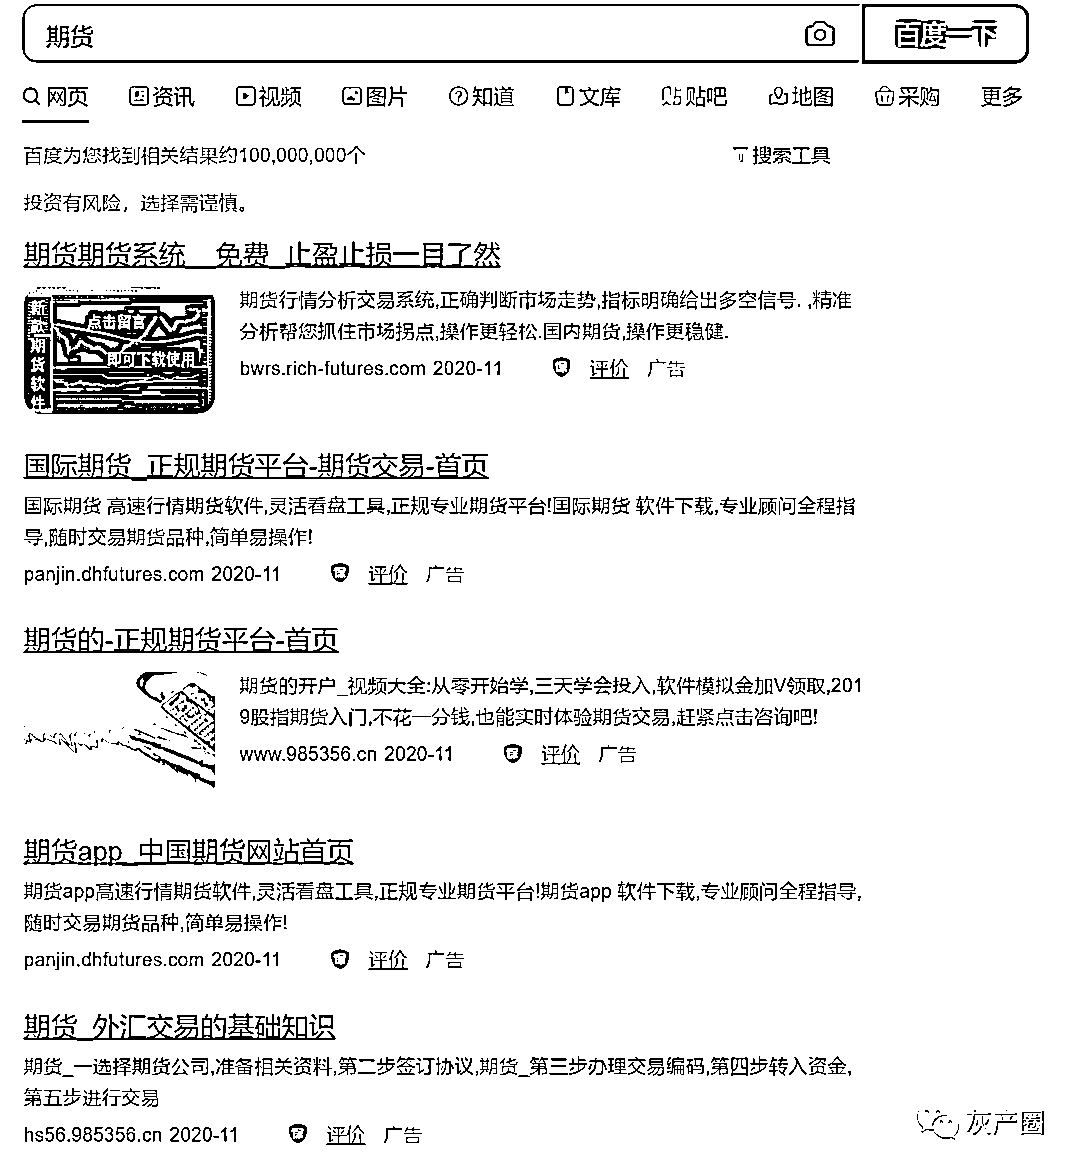 期货
百度一下
网页 资讯 视频 图片 知道 文库 贴吧 地图 采购 更多
百度为您找到相关结果约100,000,000个 搜索工具
投资有风险，选择需谨慎。
期货期货系统__免费_止盈止损一目了然
新款期货软件
点击留言
即可下载使用
期货行情分析交易系统,正确判断市场走势,指标明确给出多空信号. ,精准
分析帮您抓住市场拐点,操作更轻松.国内期货,操作更稳健.
bwrs.rich-futures.com 2020-11 评价 广告
国际期货_正规期货平台-期货交易-首页
国际期货 高速行情期货软件,灵活看盘工具,正规专业期货平台!国际期货 软件下载,专业顾问全程指
导,随时交易期货品种,简单易操作!
panjin.dhfutures.com 2020-11 评价 广告
期货的-正规期货平台-首页
期货的开户_视频大全:从零开始学,三天学会投入,软件模拟金加V领取,201
9股指期货入门,不花一分钱,也能实时体验期货交易,赶紧点击咨询吧!
www.985356.cn 2020-11 评价 广告
期货app_中国期货网站首页
期货app高速行情期货软件,灵活看盘工具,正规专业期货平台!期货app 软件下载,专业顾问全程指导,
随时交易期货品种,简单易操作!
panjin.dhfutures.com 2020-11 评价 广告
期货_外汇交易的基础知识
期货_一选择期货公司,准备相关资料,第二步签订协议,期货_第三步办理交易编码,第四步转入资金,
第五步进行交易
hs56.985356.cn 2020-11 评价 广告
灰产圈